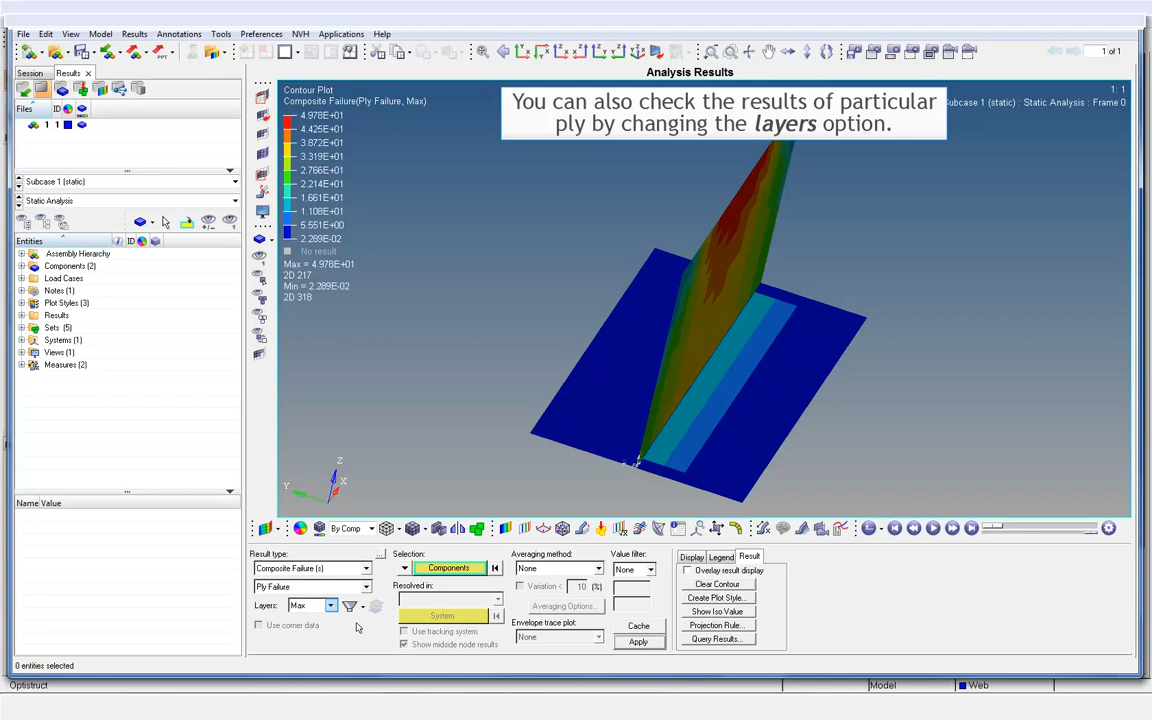 File Edit View Model Results Annotations Tools Preferences NVH Applications Help
1 of 1
Session Results
Files ID
1 1
Subcase 1 (static)
Static Analysis
Entities ID
Assembly Hierarchy
Components (2)
Load Cases
Notes (1)
Plot Styles (3)
Results
Sets (5)
Systems (1)
Views (1)
Measures (2)
Name Value
0 entities selected
Analysis Results
Contour Plot
Composite Failure(Ply Failure, Max)
4.978E+01
4.425E+01
3.872E+01
3.319E+01
2.766E+01
2.214E+01
1.661E+01
1.108E+01
5.551E+00
2.289E-02
No result
Max = 4.978E+01
2D 217
Min = 2.289E-02
2D 318
You can also check the results of particular
ply by changing the layers option.
1: 1
ubcase 1 (static) : Static Analysis : Frame 0
Z
X
Y
By Comp
Result type:
Composite Failure (s)
Ply Failure
Layers: Max
Use corner data
Selection:
Components
Resolved in:
System
Use tracking system
Show midside node results
Averaging method:
None
Variation < 10 (%)
Averaging Options...
Envelope trace plot:
None
Value filter:
None
Cache
Apply
Display Legend Result
Overlay result display
Clear Contour
Create Plot Style...
Show Iso Value
Projection Rule...
Query Results...
Optistruct Model Web